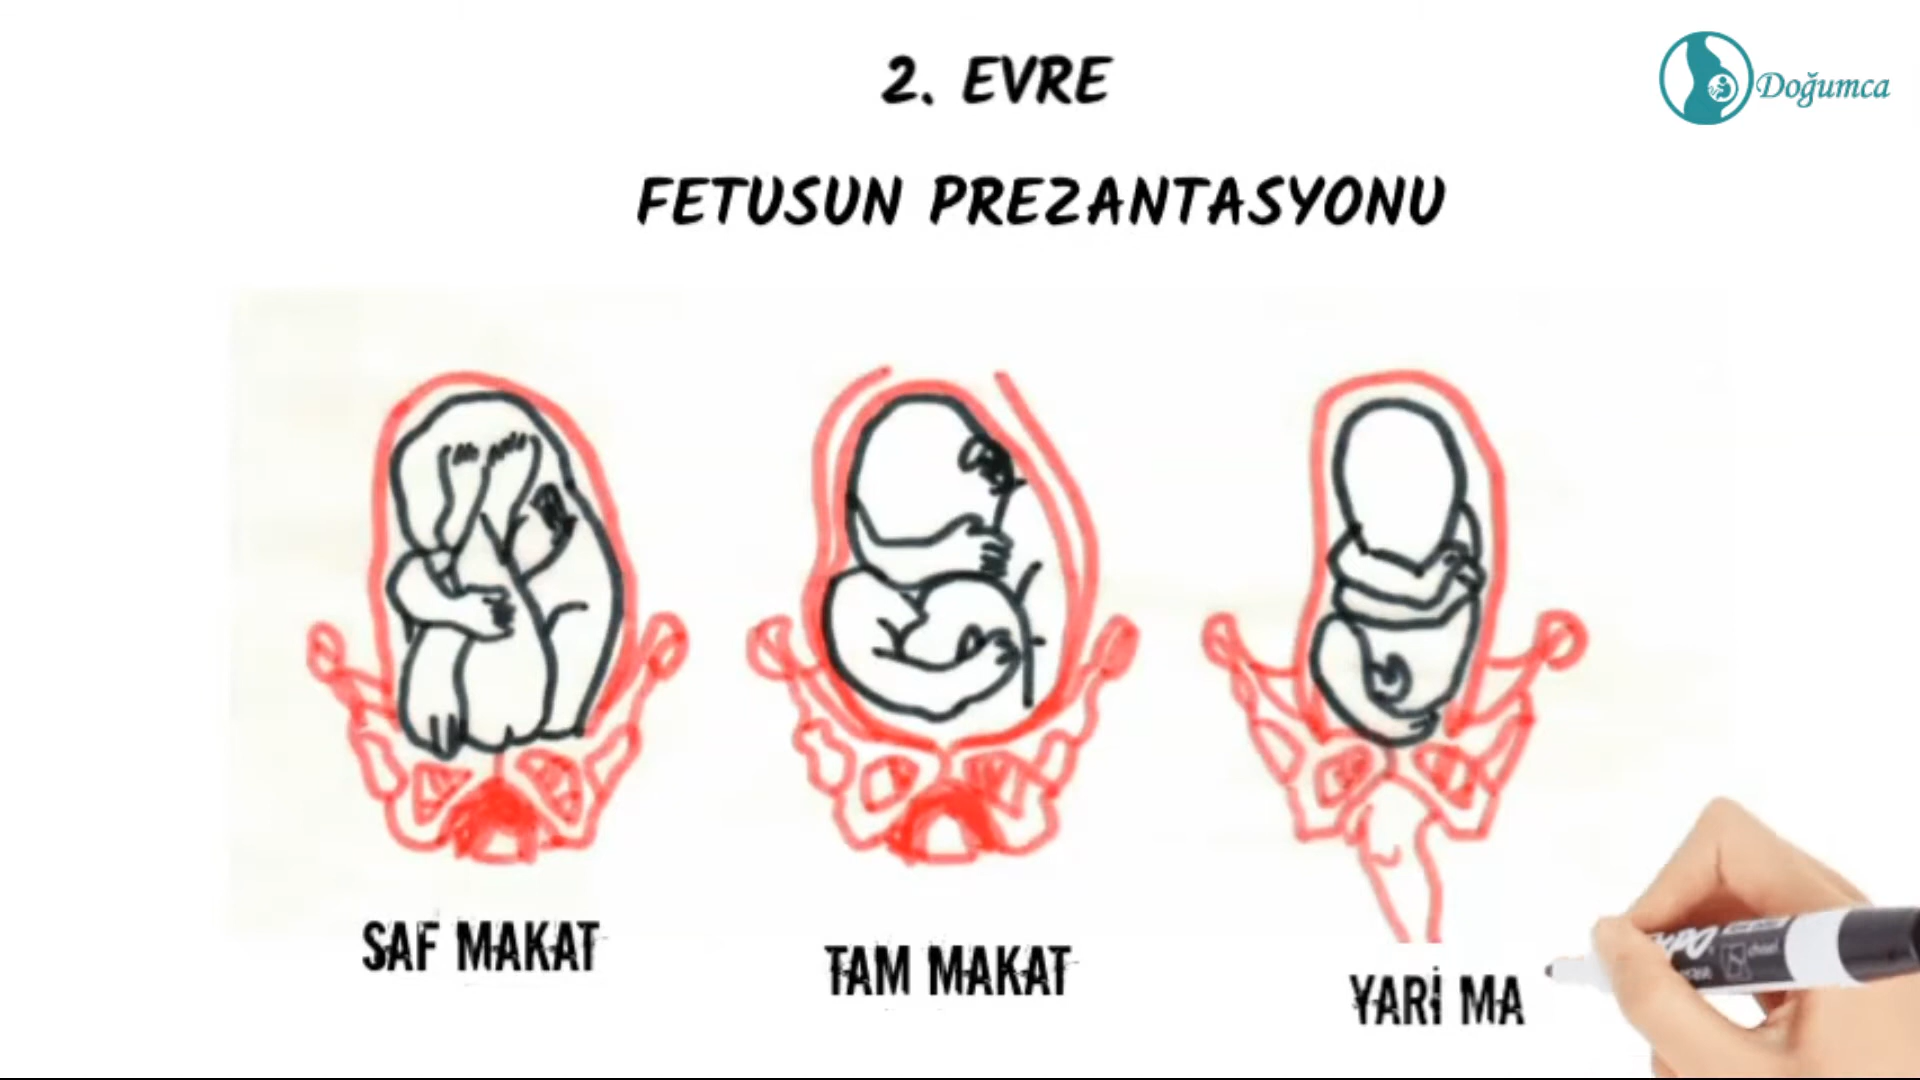 2. EVRE
Doğumca
FETUSUN PREZANTASYONU
SAF MAKAT
TAM MAKAT
YARİ MA